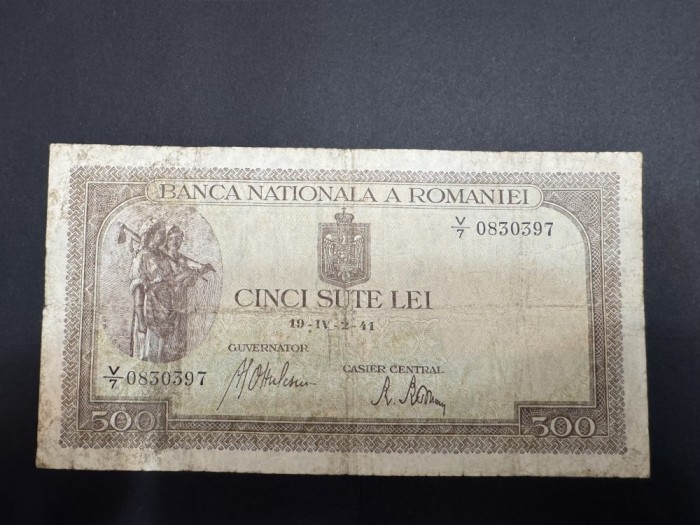 BANCA NATIONALA A ROMANIEI
V/7 0830397
CINCI SUTE LEI
19-IV-2-41
GUVERNATOR
CASIER CENTRAL
V/7 0830397
500
500